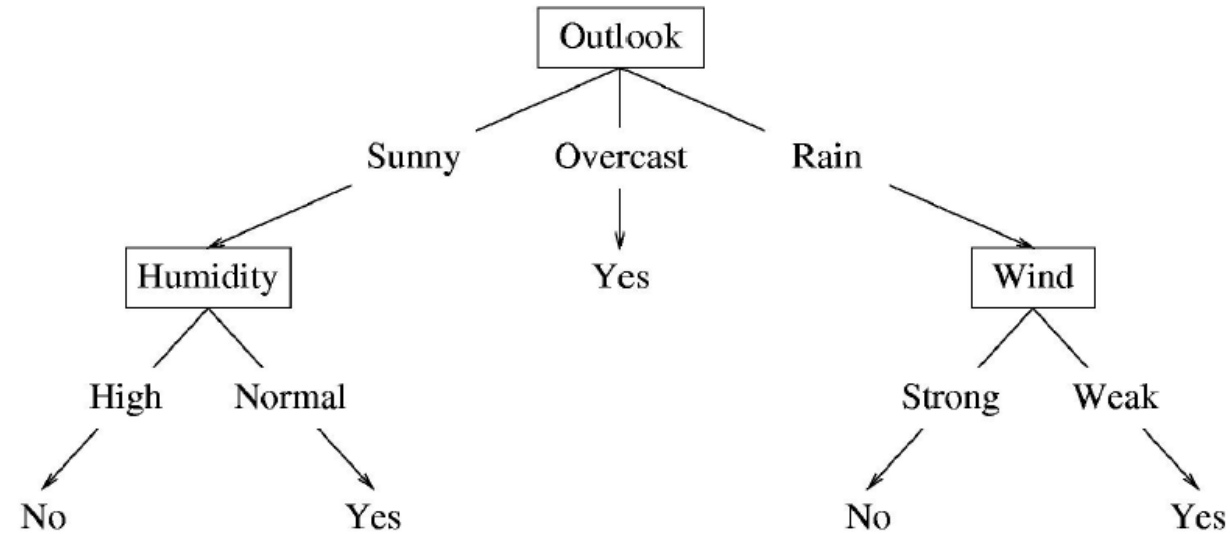 Outlook
Sunny Overcast Rain
Humidity Yes Wind
High Normal Strong Weak
No Yes No Yes